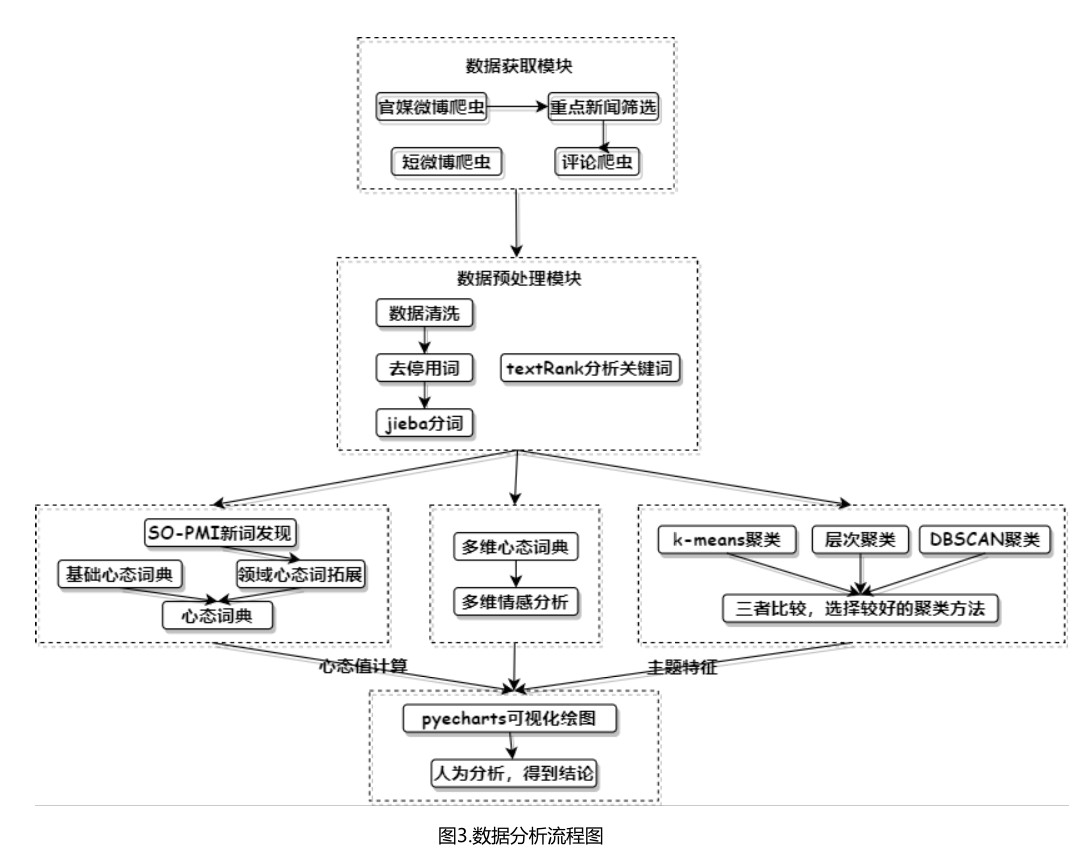 数据获取模块
官媒微博爬虫
重点新闻筛选
短微博爬虫
评论爬虫
数据预处理模块
数据清洗
去停用词
textRank分析关键词
jieba分词
SO-PMI新词发现
基础心态词典
领域心态词拓展
心态词典
多维心态词典
多维情感分析
k-means聚类
层次聚类
DBSCAN聚类
三者比较，选择较好的聚类方法
心态值计算
主题特征
pyecharts可视化绘图
人为分析，得到结论
图3.数据分析流程图